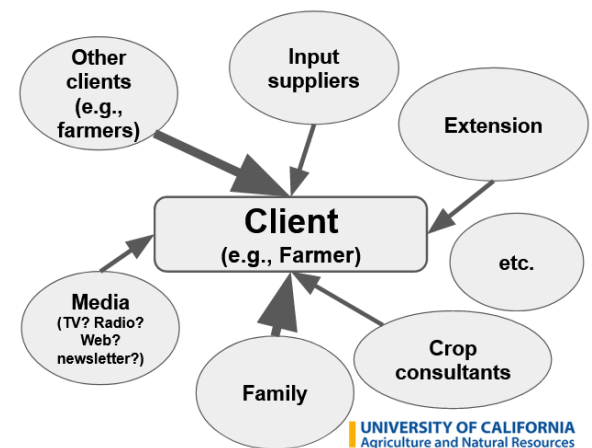 Other
clients
(e.g.,
farmers)
Input
suppliers
Extension
Client
(e.g., Farmer)
etc.
Media
(TV? Radio?
Web?
newsletter?)
Family
Crop
consultants
UNIVERSITY OF CALIFORNIA
Agriculture and Natural Resources